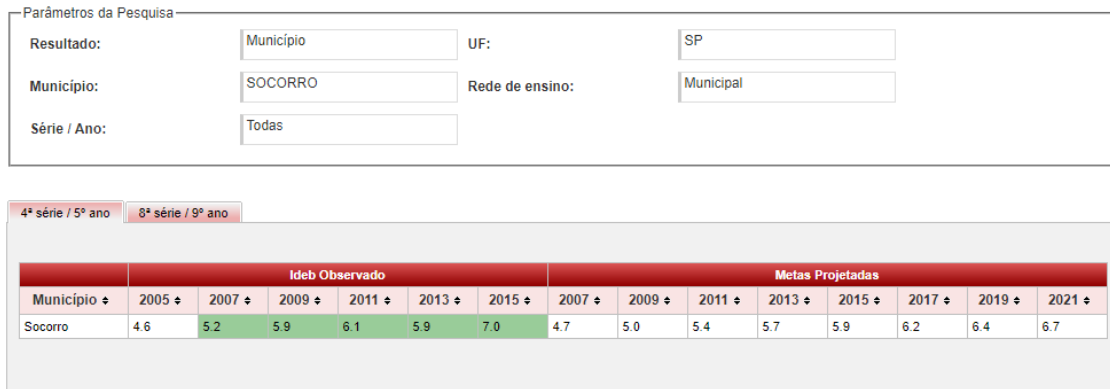 Parâmetros da Pesquisa
Resultado: Município UF: SP
Município: SOCORRO Rede de ensino: Municipal
Série / Ano: Todas
4ª série / 5º ano 8ª série / 9º ano
Ideb Observado Metas Projetadas
Município 2005 2007 2009 2011 2013 2015 2007 2009 2011 2013 2015 2017 2019 2021
Socorro 4.6 5.2 5.9 6.1 5.9 7.0 4.7 5.0 5.4 5.7 5.9 6.2 6.4 6.7